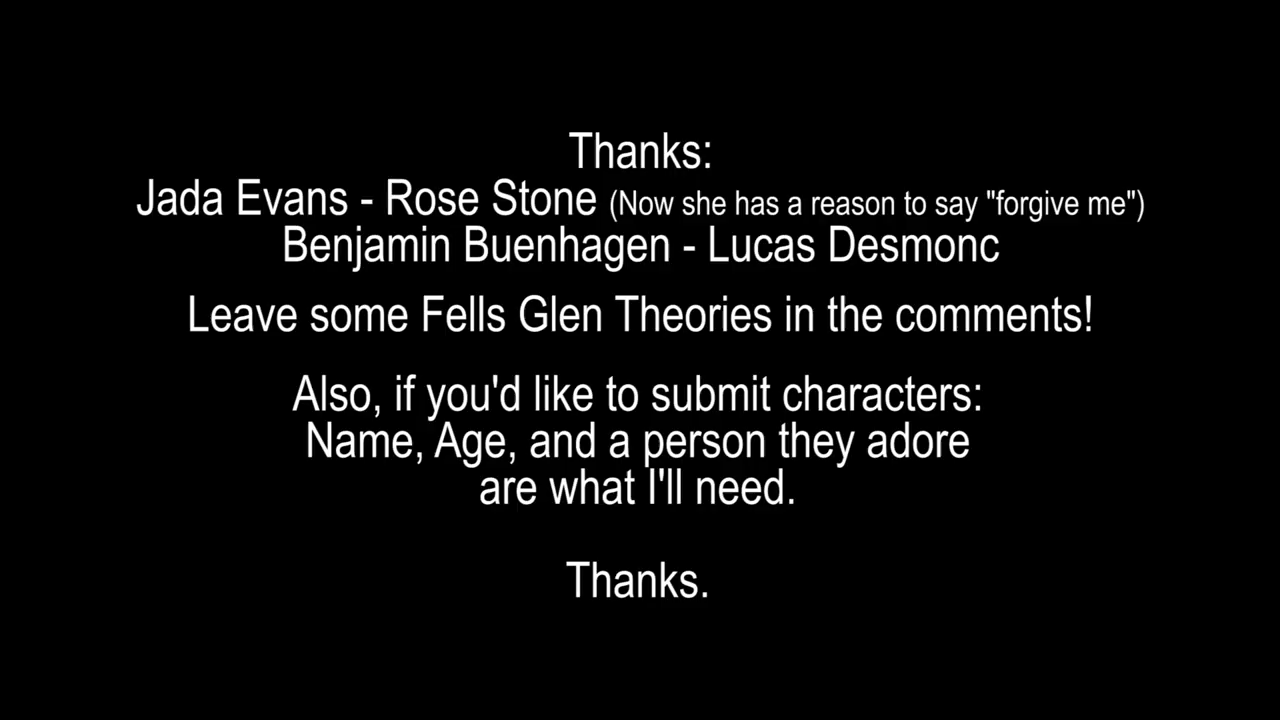 Thanks:
Jada Evans - Rose Stone (Now she has a reason to say "forgive me")
Benjamin Buenhagen - Lucas Desmonc
Leave some Fells Glen Theories in the comments!
Also, if you'd like to submit characters:
Name, Age, and a person they adore
are what I'll need.
Thanks.